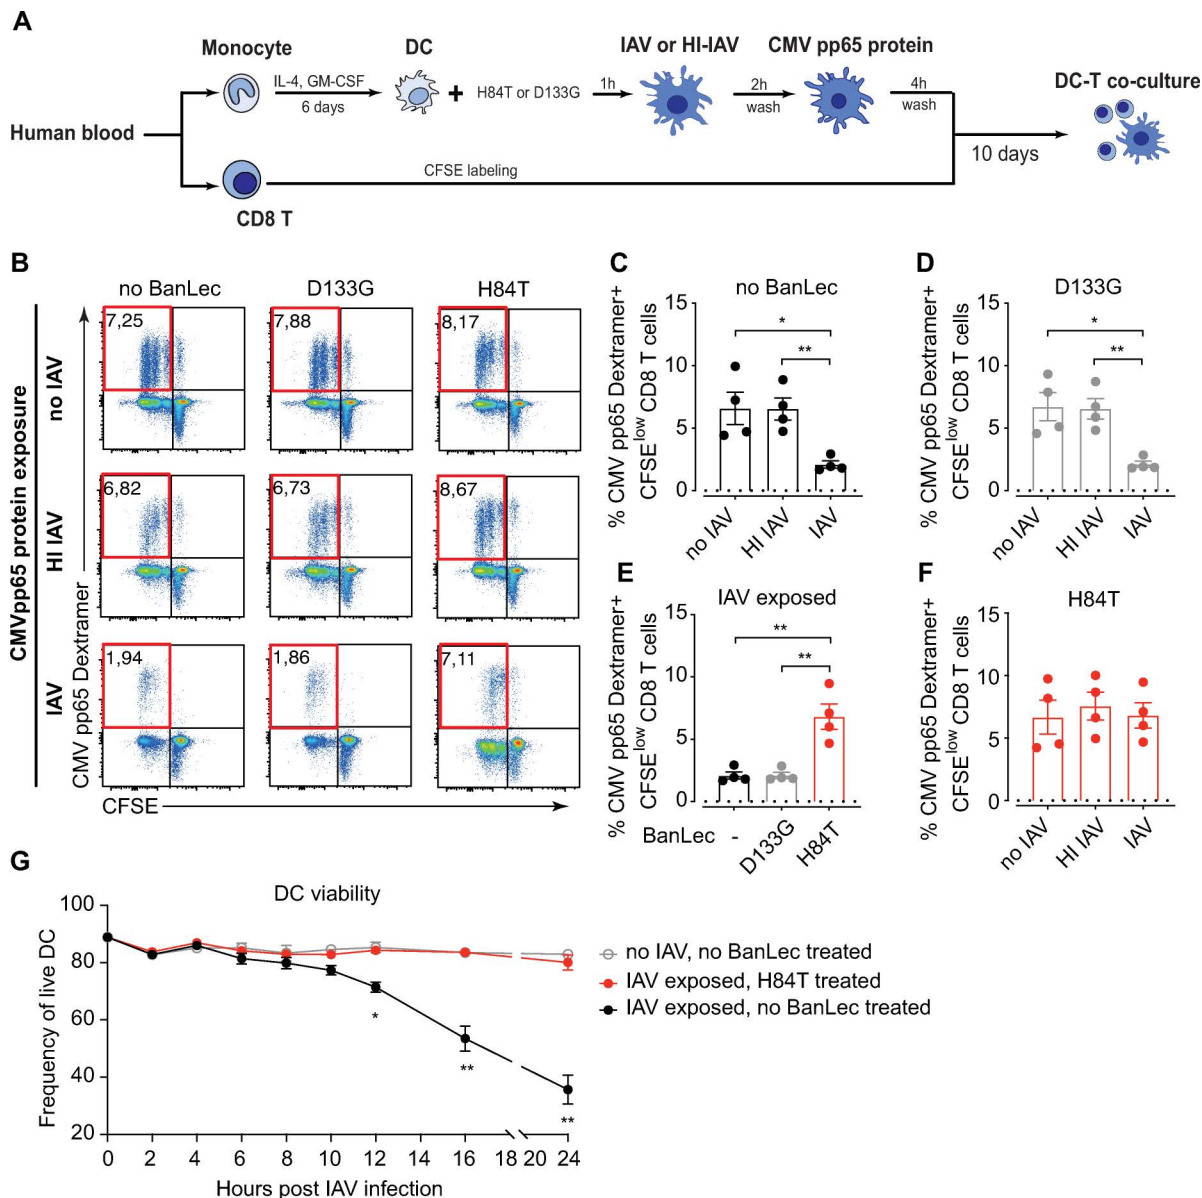 A
Monocyte
DC
IAV or HI-IAV
CMV pp65 protein
DC-T co-culture
IL-4, GM-CSF
6 days
+
H84T or D133G
1h
2h
wash
4h
wash
Human blood
10 days
CFSE labeling
CD8 T
B
no BanLec
D133G
H84T
CMVpp65 protein exposure
no IAV
HI IAV
IAV
7,25
7,88
8,17
6,82
6,73
8,67
1,94
1,86
7,11
CMV pp65 Dextramer
CFSE
C
no BanLec
% CMV pp65 Dextramer+
CFSElow CD8 T cells
15
10
5
0
*
**
no IAV
HI IAV
IAV
D
D133G
% CMV pp65 Dextramer+
CFSElow CD8 T cells
15
10
5
0
*
**
no IAV
HI IAV
IAV
E
IAV exposed
% CMV pp65 Dextramer+
CFSElow CD8 T cells
15
10
5
0
**
**
BanLec - D133G H84T
F
H84T
% CMV pp65 Dextramer+
CFSElow CD8 T cells
15
10
5
0
no IAV
HI IAV
IAV
G
DC viability
Frequency of live DC
100
80
60
40
20
*
**
**
0 2 4 6 8 10 12 14 16 18 20 24
Hours post IAV infection
no IAV, no BanLec treated
IAV exposed, H84T treated
IAV exposed, no BanLec treated